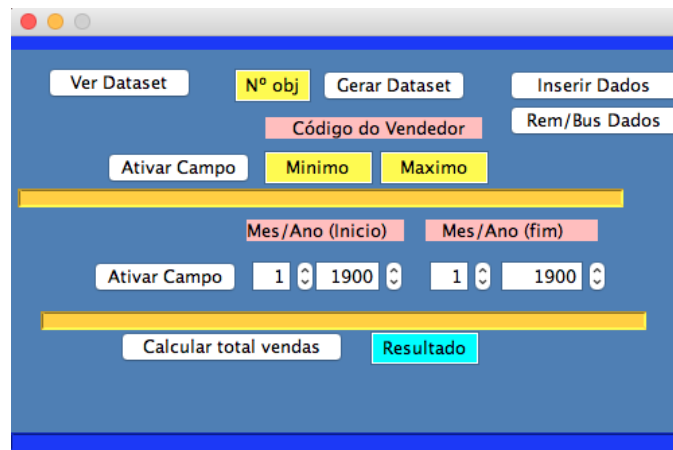 Ver Dataset Nº obj Gerar Dataset Inserir Dados
Código do Vendedor Rem/Bus Dados
Ativar Campo Minimo Maximo
Mes/Ano (Inicio) Mes/Ano (fim)
Ativar Campo 1 1900 1 1900
Calcular total vendas Resultado